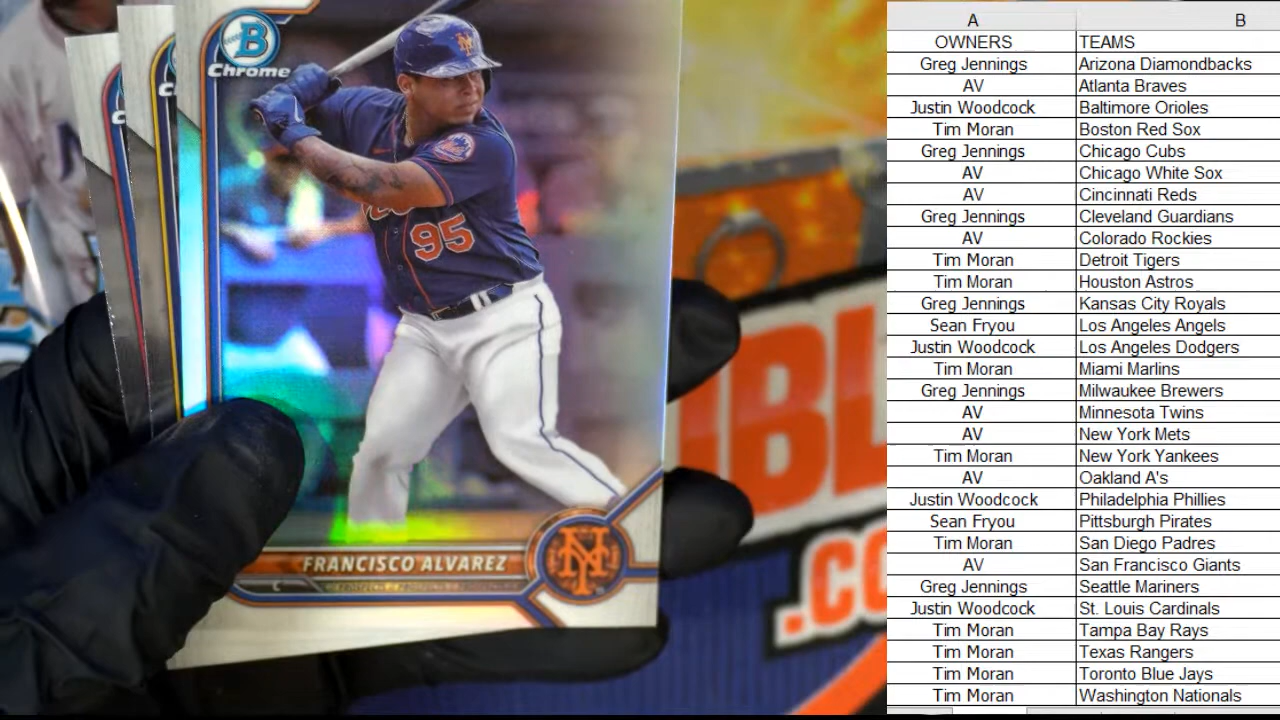 B
Chrome
C
C
NY
Mets
95
FRANCISCO ALVAREZ
C
NY
IBL
.CO
A B
OWNERS TEAMS
Greg Jennings Arizona Diamondbacks
AV Atlanta Braves
Justin Woodcock Baltimore Orioles
Tim Moran Boston Red Sox
Greg Jennings Chicago Cubs
AV Chicago White Sox
AV Cincinnati Reds
Greg Jennings Cleveland Guardians
AV Colorado Rockies
Tim Moran Detroit Tigers
Tim Moran Houston Astros
Greg Jennings Kansas City Royals
Sean Fryou Los Angeles Angels
Justin Woodcock Los Angeles Dodgers
Tim Moran Miami Marlins
Greg Jennings Milwaukee Brewers
AV Minnesota Twins
AV New York Mets
Tim Moran New York Yankees
AV Oakland A's
Justin Woodcock Philadelphia Phillies
Sean Fryou Pittsburgh Pirates
Tim Moran San Diego Padres
AV San Francisco Giants
Greg Jennings Seattle Mariners
Justin Woodcock St. Louis Cardinals
Tim Moran Tampa Bay Rays
Tim Moran Texas Rangers
Tim Moran Toronto Blue Jays
Tim Moran Washington Nationals